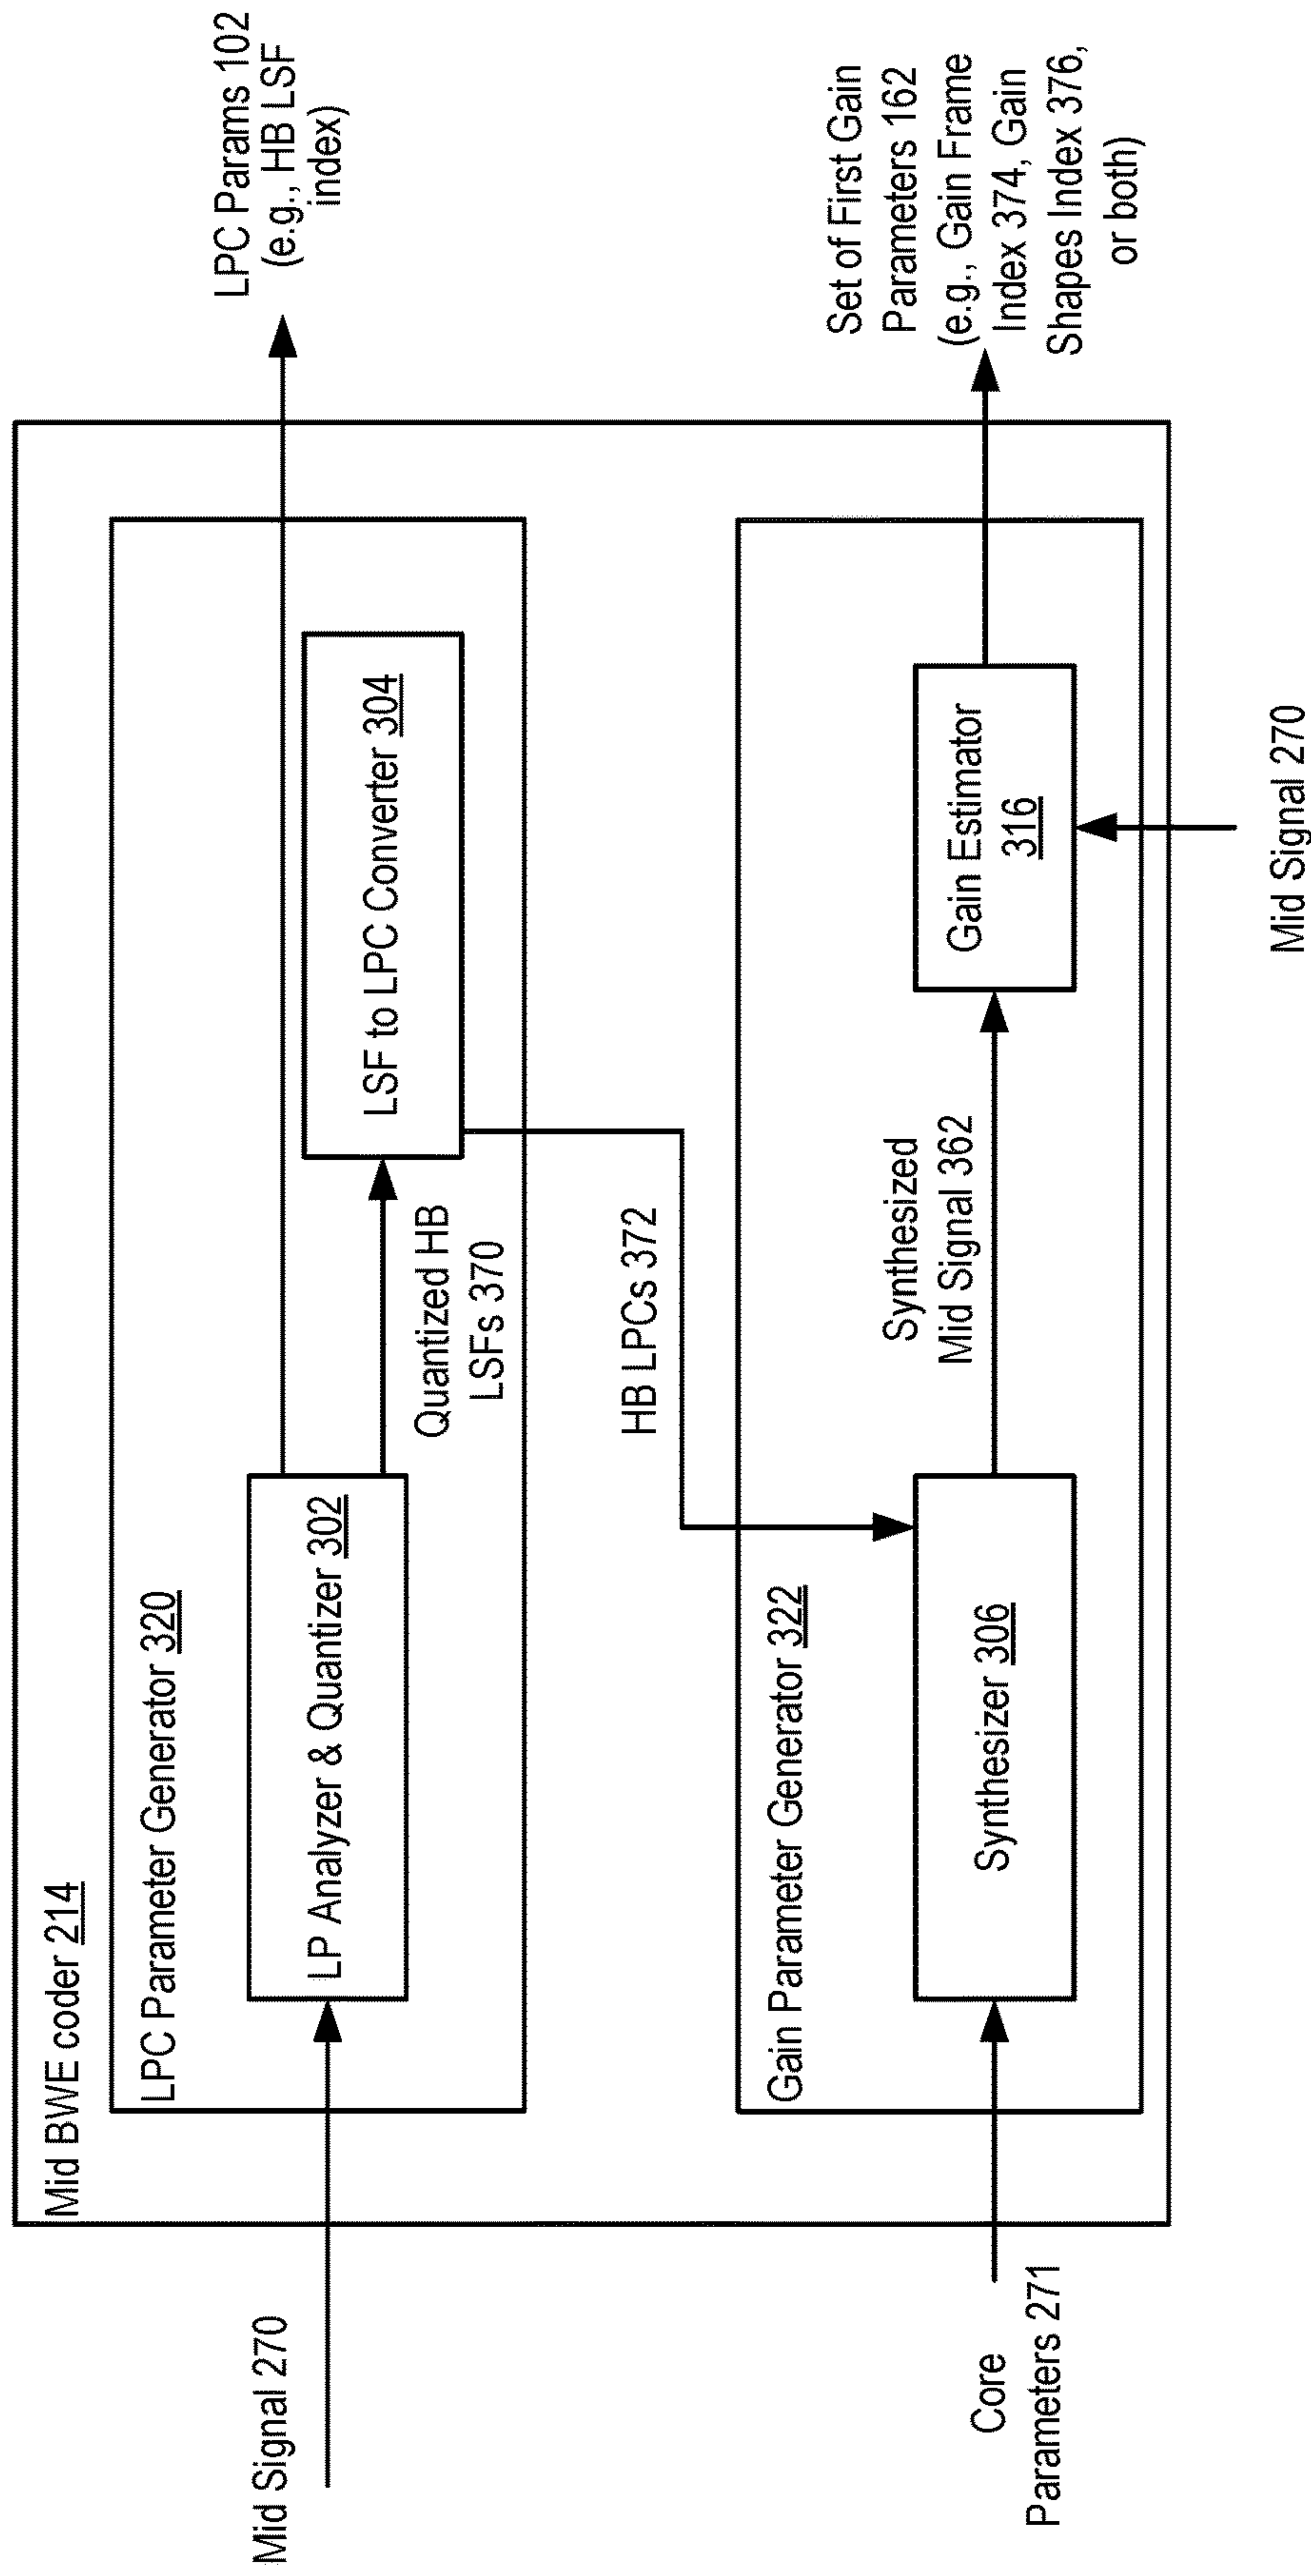 Mid BWE coder 214
LPC Parameter Generator 320
Mid Signal 270
LP Analyzer & Quantizer 302
Quantized HB
LSFs 370
LSF to LPC Converter 304
LPC Params 102
(e.g., HB LSF
index)
HB LPCs 372
Gain Parameter Generator 322
Core
Parameters 271
Synthesizer 306
Synthesized
Mid Signal 362
Gain Estimator
316
Mid Signal 270
Set of First Gain
Parameters 162
(e.g., Gain Frame
Index 374, Gain
Shapes Index 376,
or both)